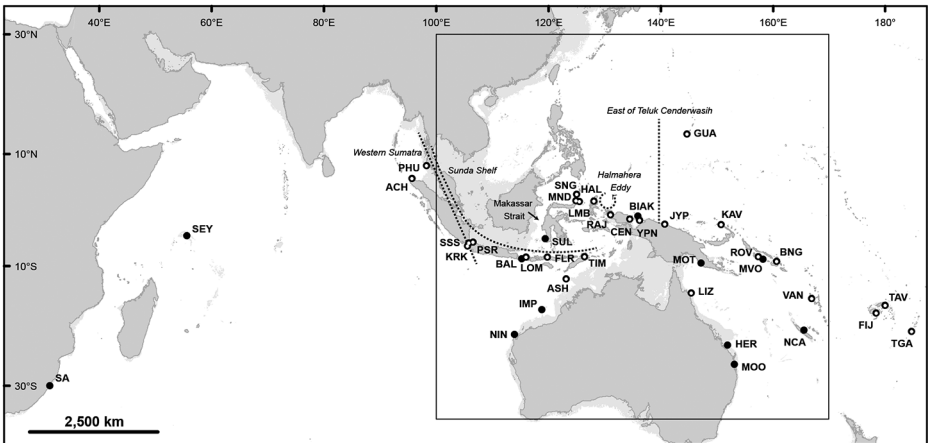 40°E 60°E 80°E 100°E 120°E 140°E 160°E 180°
30°N
East of Teluk Cenderwasih
GUA
10°N
Western Sumatra
PHU
Sunda Shelf
ACH
SNG HAL
Halmahera
Eddy
MND
LMB
Makassar
Strait
BIAK
RAJ
CEN YPN
JYP
KAV
SEY
SUL
SSS
PSR
KRK
10°S
BAL LOM
FLR TIM
ASH
MOT
ROV
MVO
BNG
LIZ
IMP
VAN
TAV
FIJ
TGA
NIN
NCA
HER
MOO
30°S
SA
2,500 km